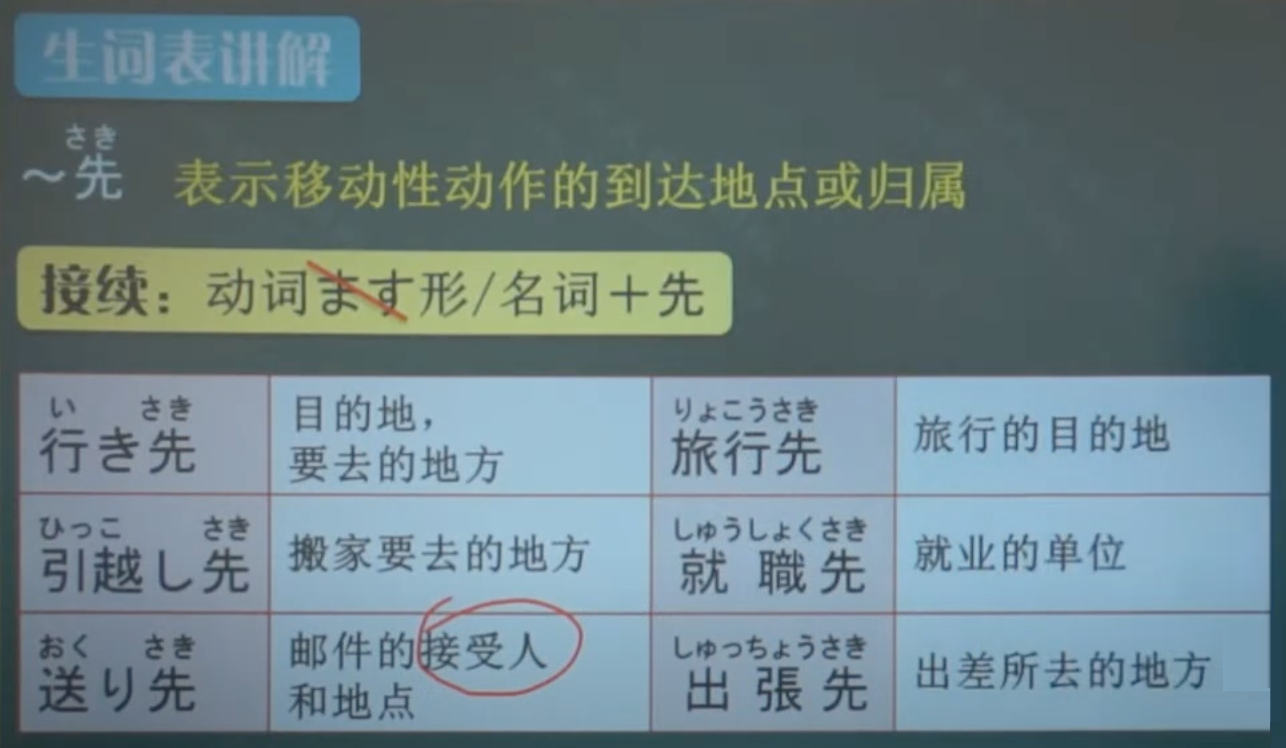 生词表讲解
さき
～先 表示移动性动作的到达地点或归属
接续：动词ます形/名词＋先
い さき
行き先
目的地，
要去的地方
りょこうさき
旅行先
旅行的目的地
ひっこ さき
引越し先
搬家要去的地方
しゅうしょくさき
就職先
就业的单位
おく さき
送り先
邮件的接受人
和地点
しゅっちょうさき
出張先
出差所去的地方